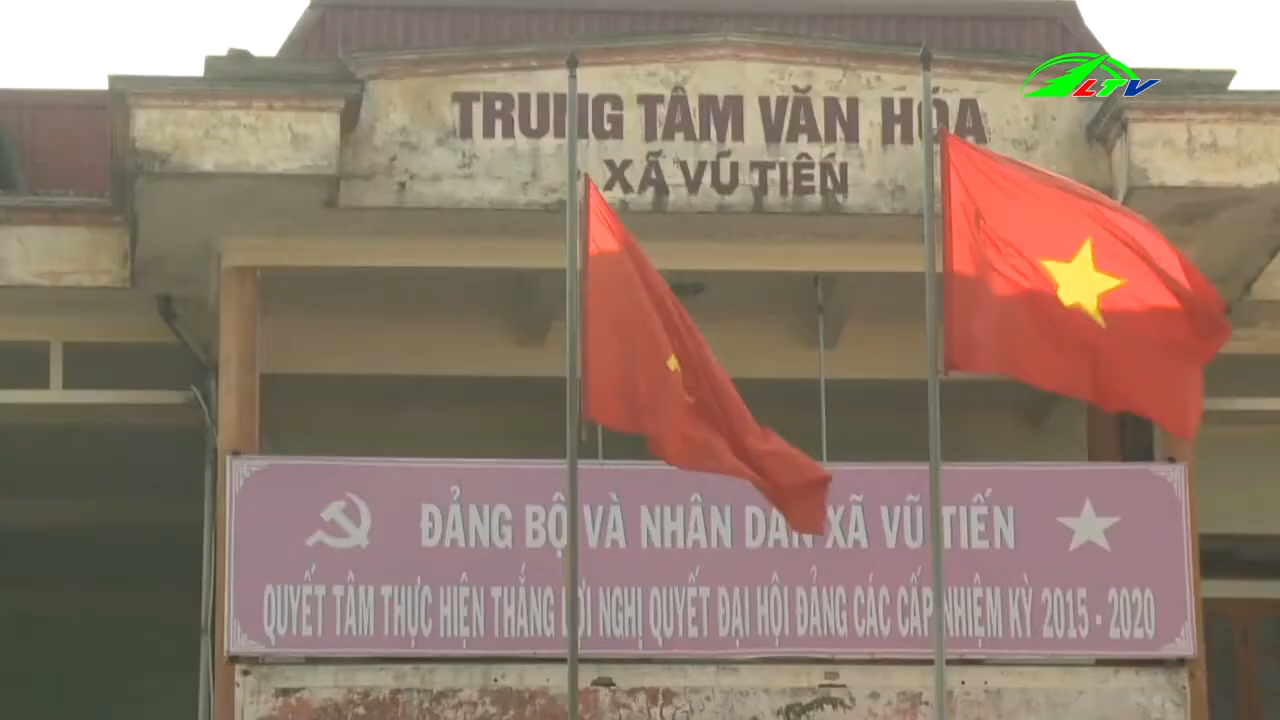 TRUNG TÂM VĂN HÓA
XÃ VŨ TIẾN
LTV
ĐẢNG BỘ VÀ NHÂN DÂN XÃ VŨ TIẾN
QUYẾT TÂM THỰC HIỆN THẮNG LỢI NGHỊ QUYẾT ĐẠI HỘI ĐẢNG CÁC CẤP NHIỆM KỲ 2015 - 2020